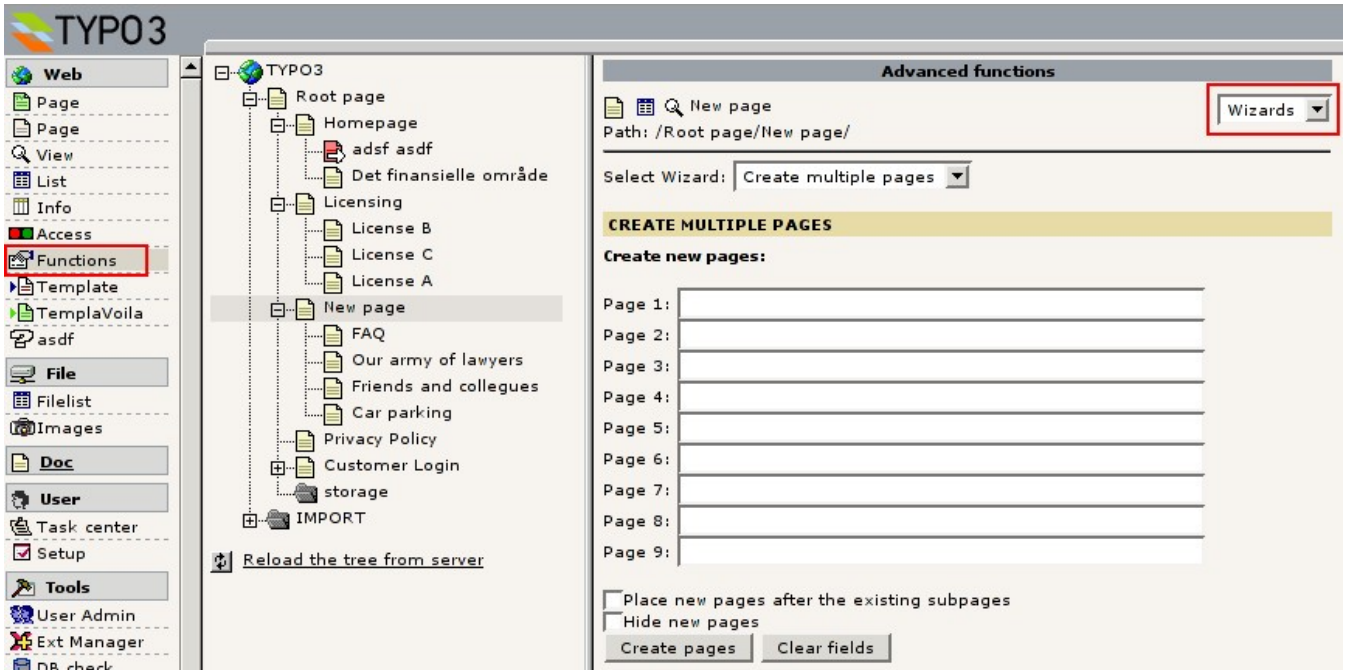 TYPO3
Web
Page
Page
View
List
Info
Access
Functions
Template
TemplaVoila
asdf
File
Filelist
Images
Doc
User
Task center
Setup
Tools
User Admin
Ext Manager
DB check
TYPO3
Root page
Homepage
adsf asdf
Det finansielle område
Licensing
License B
License C
License A
New page
FAQ
Our army of lawyers
Friends and collegues
Car parking
Privacy Policy
Customer Login
storage
IMPORT
Reload the tree from server
Advanced functions
New page
Wizards
Path: /Root page/New page/
Select Wizard: Create multiple pages
CREATE MULTIPLE PAGES
Create new pages:
Page 1:
Page 2:
Page 3:
Page 4:
Page 5:
Page 6:
Page 7:
Page 8:
Page 9:
Place new pages after the existing subpages
Hide new pages
Create pages Clear fields